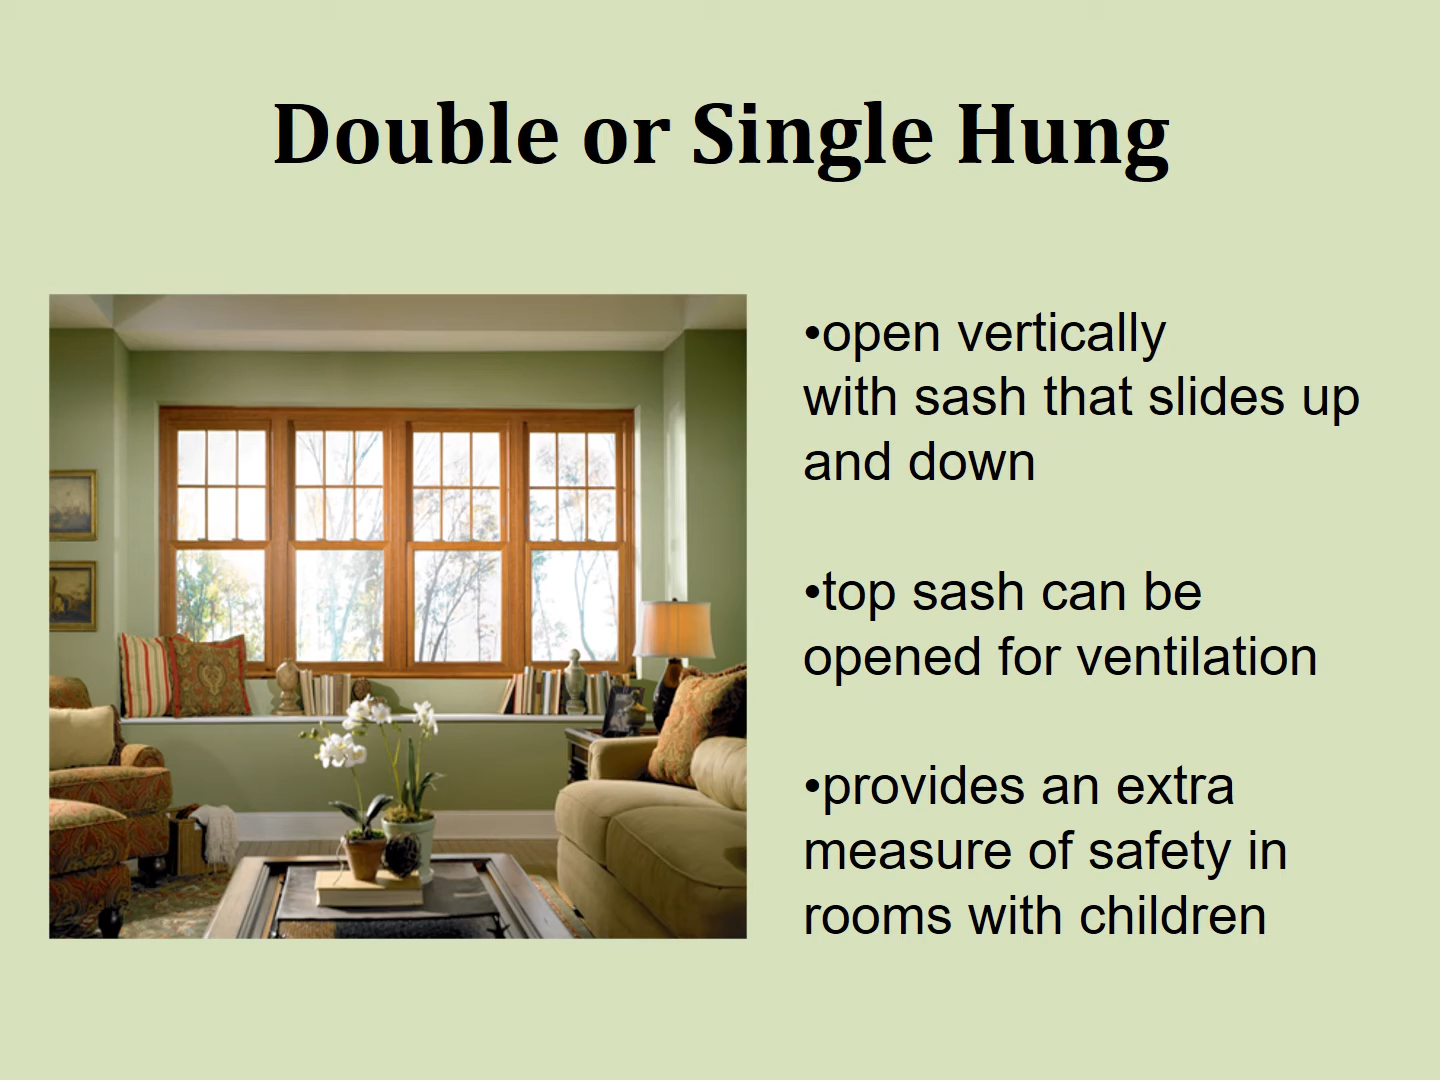 Double or Single Hung
•open vertically
with sash that slides up
and down
•top sash can be
opened for ventilation
•provides an extra
measure of safety in
rooms with children